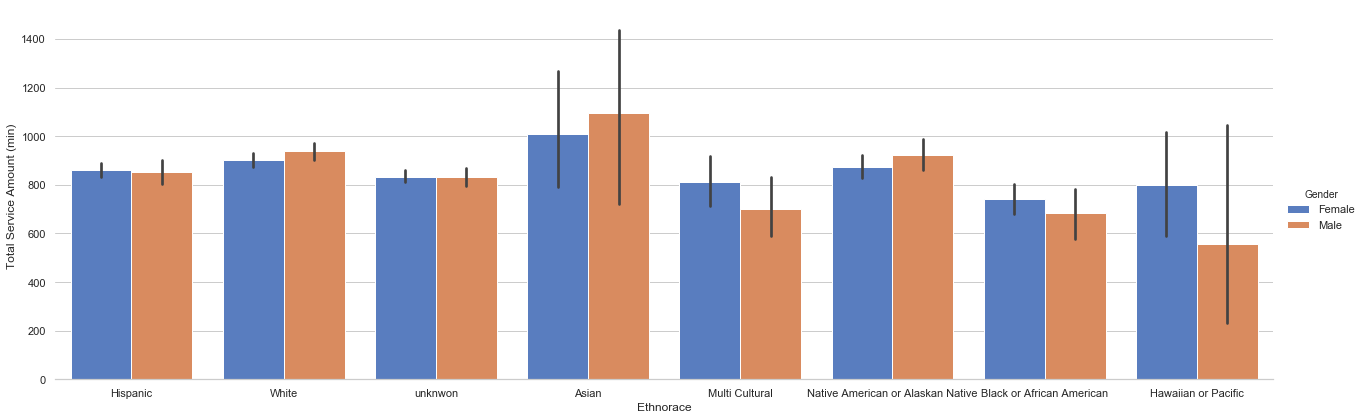 1400
1200
1000
800
600
400
200
0
Total Service Amount (min)
Hispanic
White
unknwon
Asian
Multi Cultural
Native American or Alaskan Native
Black or African American
Hawaiian or Pacific
Ethnorace
Gender
Female
Male